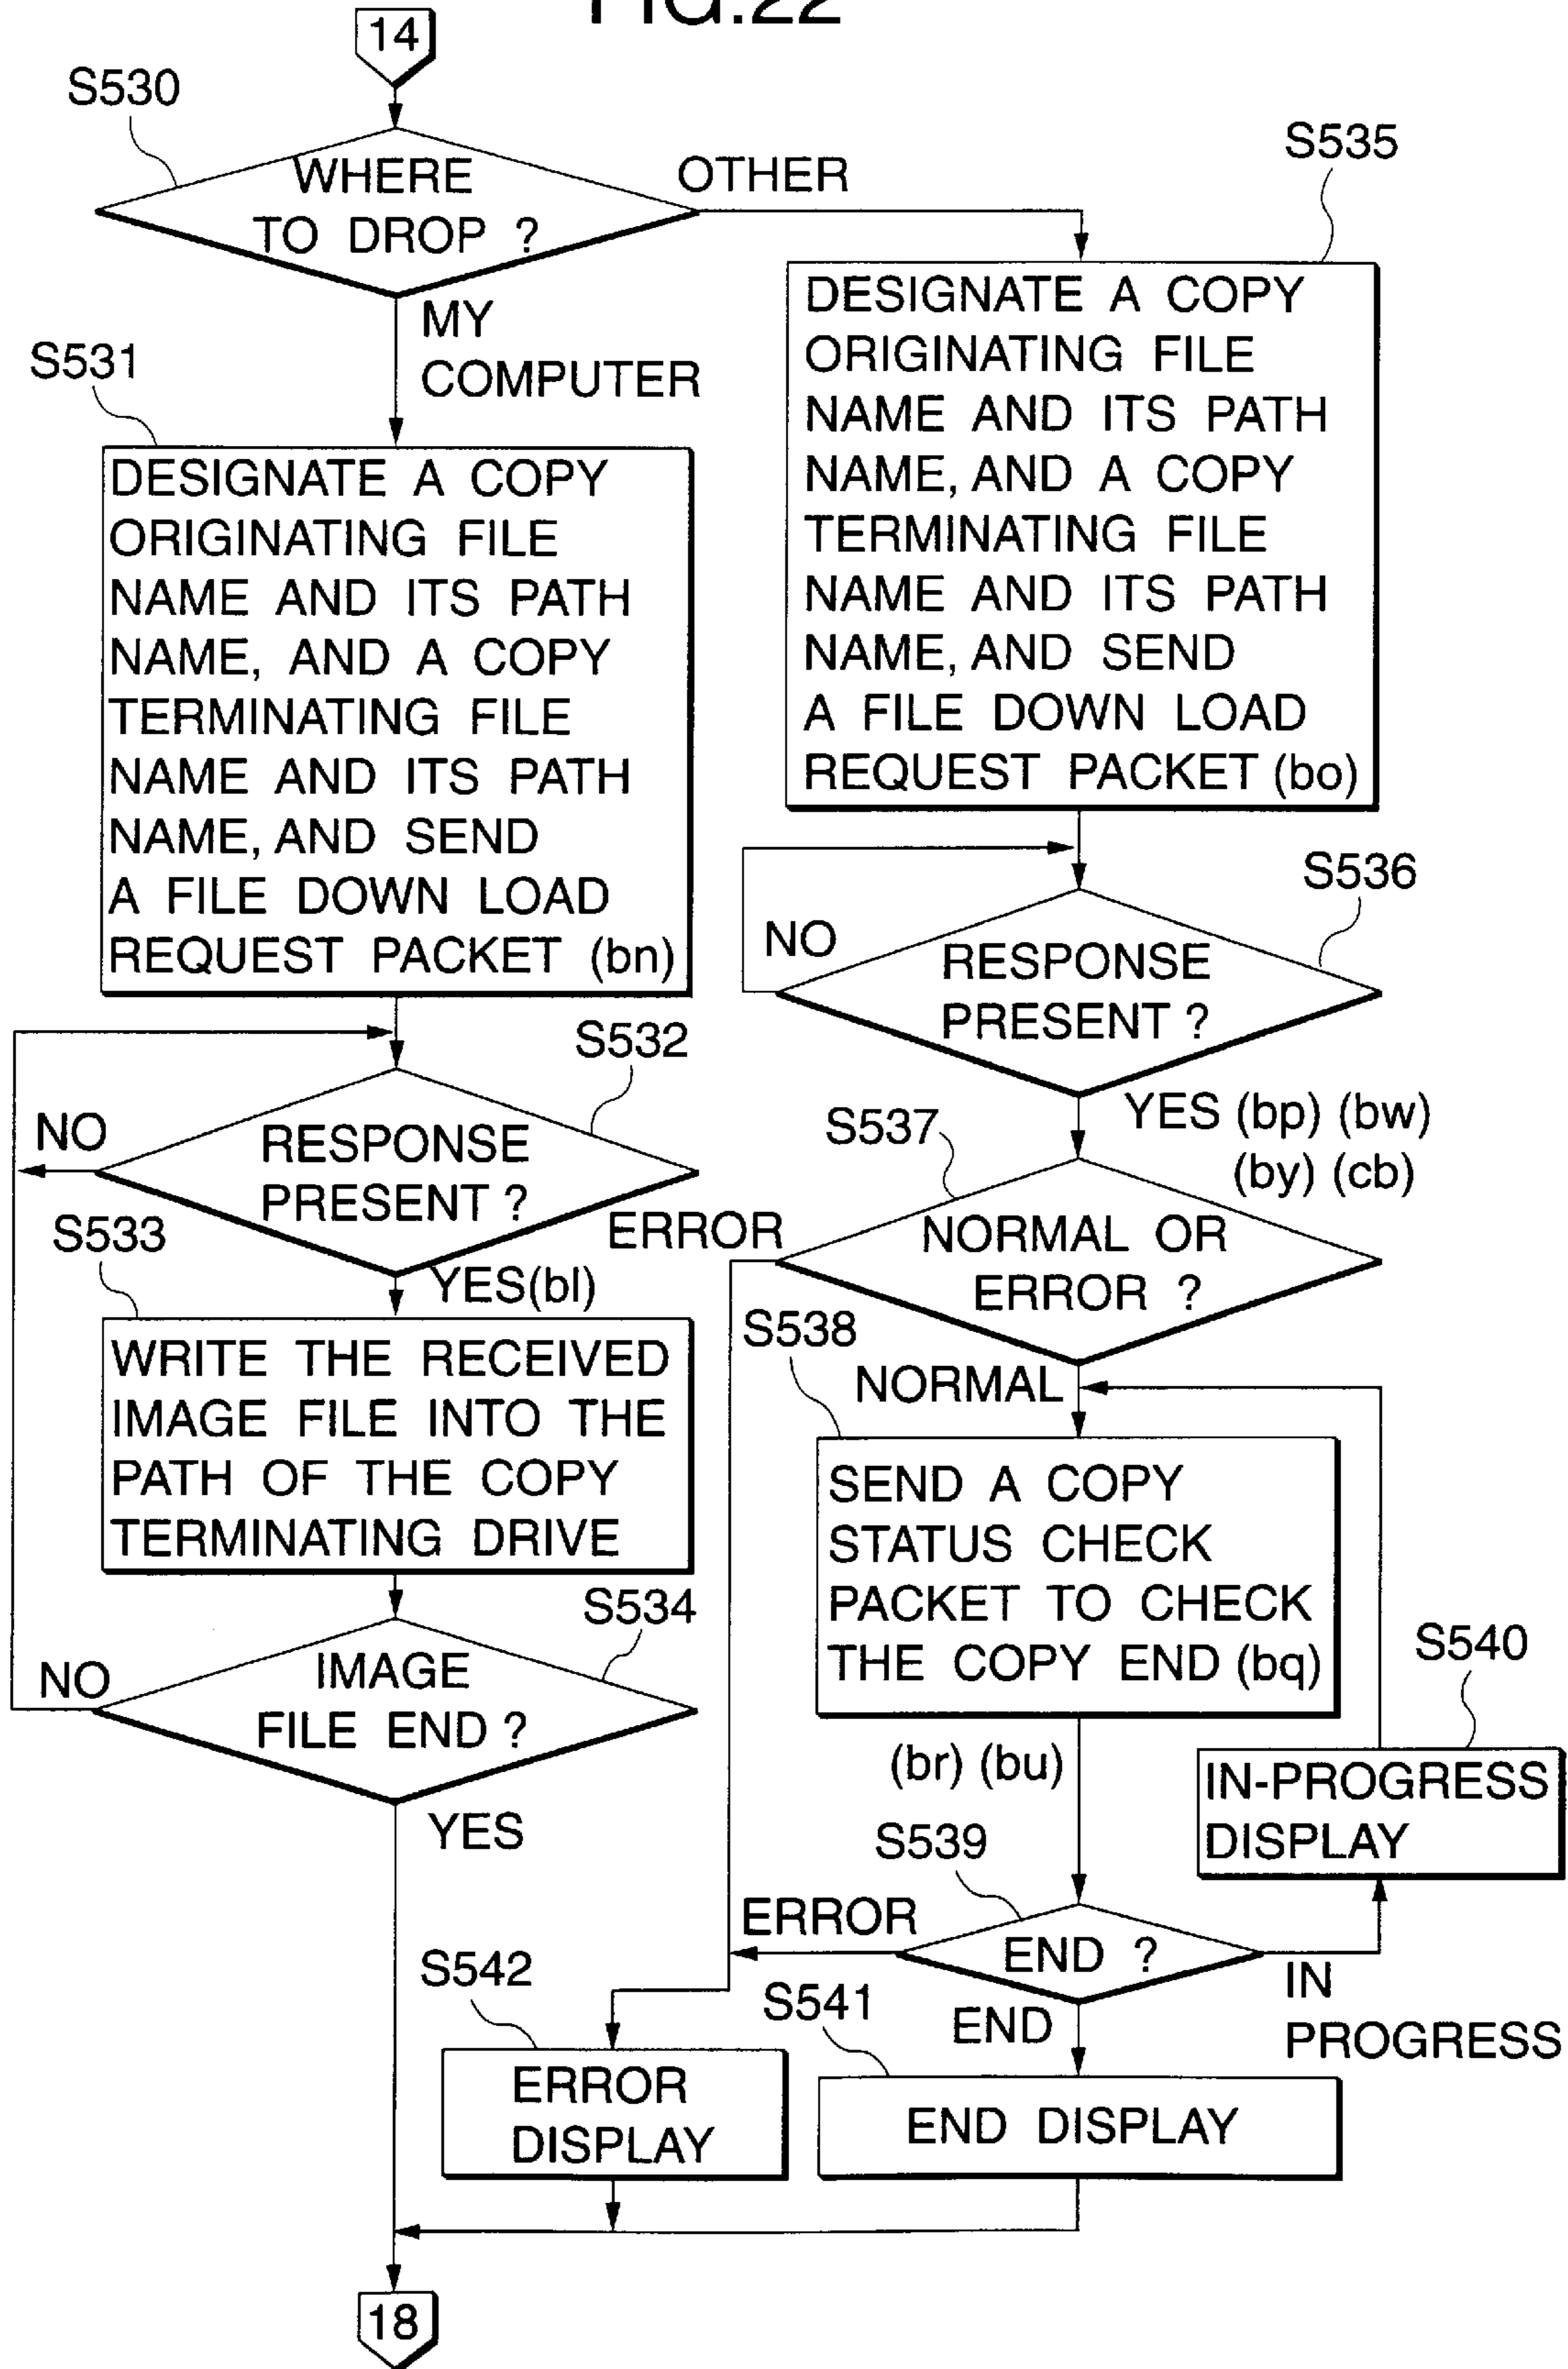 FIG.22
14
S530
WHERE
TO DROP ?
OTHER
MY
COMPUTER
S531
DESIGNATE A COPY
ORIGINATING FILE
NAME AND ITS PATH
NAME, AND A COPY
TERMINATING FILE
NAME AND ITS PATH
NAME, AND SEND
A FILE DOWN LOAD
REQUEST PACKET (bn)
S532
NO
RESPONSE
PRESENT ?
YES(bl)
S533
WRITE THE RECEIVED
IMAGE FILE INTO THE
PATH OF THE COPY
TERMINATING DRIVE
S534
NO
IMAGE
FILE END ?
YES
S535
DESIGNATE A COPY
ORIGINATING FILE
NAME AND ITS PATH
NAME, AND A COPY
TERMINATING FILE
NAME AND ITS PATH
NAME, AND SEND
A FILE DOWN LOAD
REQUEST PACKET (bo)
S536
NO
RESPONSE
PRESENT ?
YES (bp) (bw)
(by) (cb)
S537
ERROR
NORMAL OR
ERROR ?
S538
NORMAL
SEND A COPY
STATUS CHECK
PACKET TO CHECK
THE COPY END (bq)
(br) (bu)
S540
IN-PROGRESS
DISPLAY
S539
ERROR
END ?
IN
PROGRESS
END
S542
ERROR
DISPLAY
S541
END DISPLAY
18